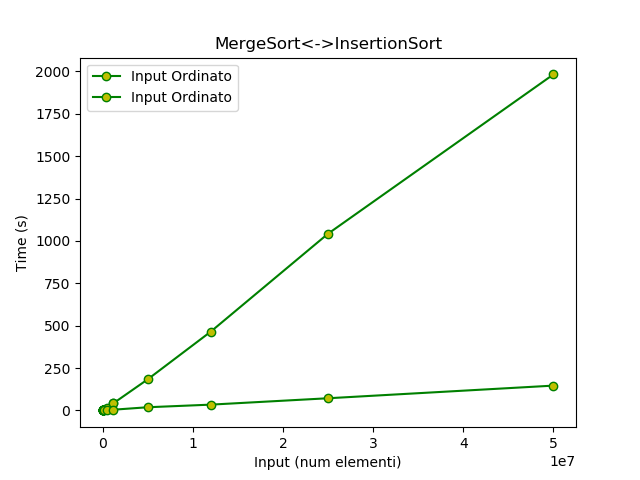 MergeSort<->InsertionSort
Input Ordinato
Input Ordinato
2000
1750
1500
1250
1000
750
500
250
0
Time (s)
0 1 2 3 4 5
1e7
Input (num elementi)